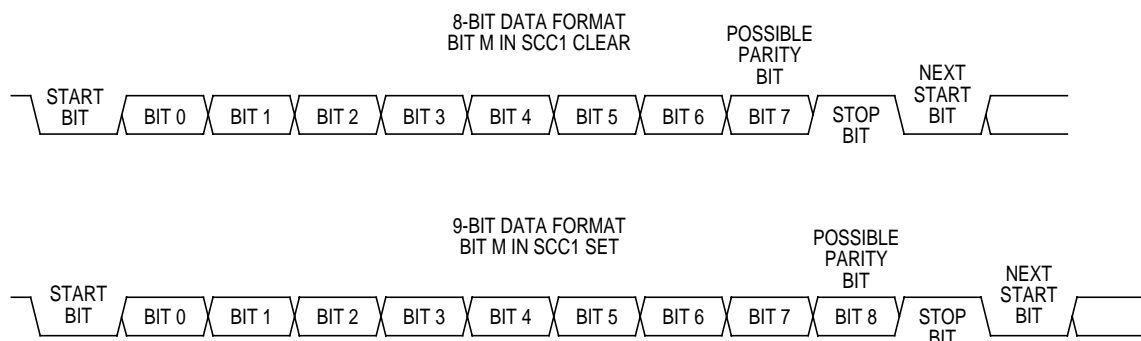 8-BIT DATA FORMAT
BIT M IN SCC1 CLEAR
POSSIBLE
PARITY
BIT
START
BIT
BIT 0
BIT 1
BIT 2
BIT 3
BIT 4
BIT 5
BIT 6
BIT 7
STOP
BIT
NEXT
START
BIT
9-BIT DATA FORMAT
BIT M IN SCC1 SET
POSSIBLE
PARITY
BIT
START
BIT
BIT 0
BIT 1
BIT 2
BIT 3
BIT 4
BIT 5
BIT 6
BIT 7
BIT 8
STOP
BIT
NEXT
START
BIT